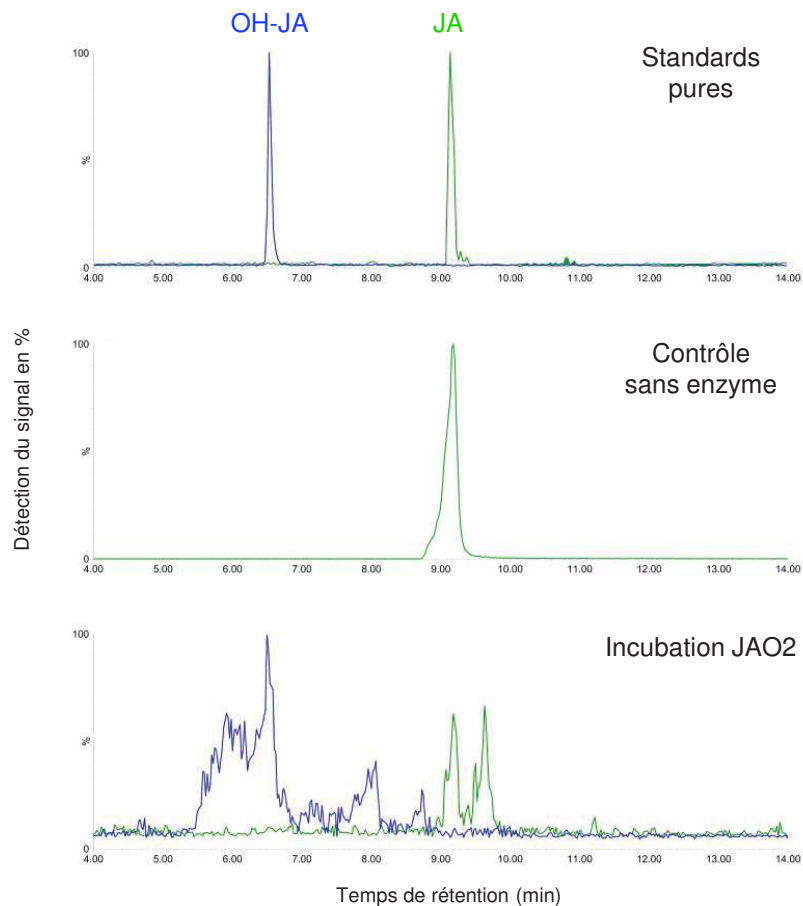 OH-JA JA
Standards
pures
100
%
0
4.00 5.00 6.00 7.00 8.00 9.00 10.00 11.00 12.00 13.00 14.00
Détection du signal en %
Contrôle
sans enzyme
100
%
0
4.00 5.00 6.00 7.00 8.00 9.00 10.00 11.00 12.00 13.00 14.00
Incubation JAO2
100
%
0
4.00 5.00 6.00 7.00 8.00 9.00 10.00 11.00 12.00 13.00 14.00
Temps de rétention (min)